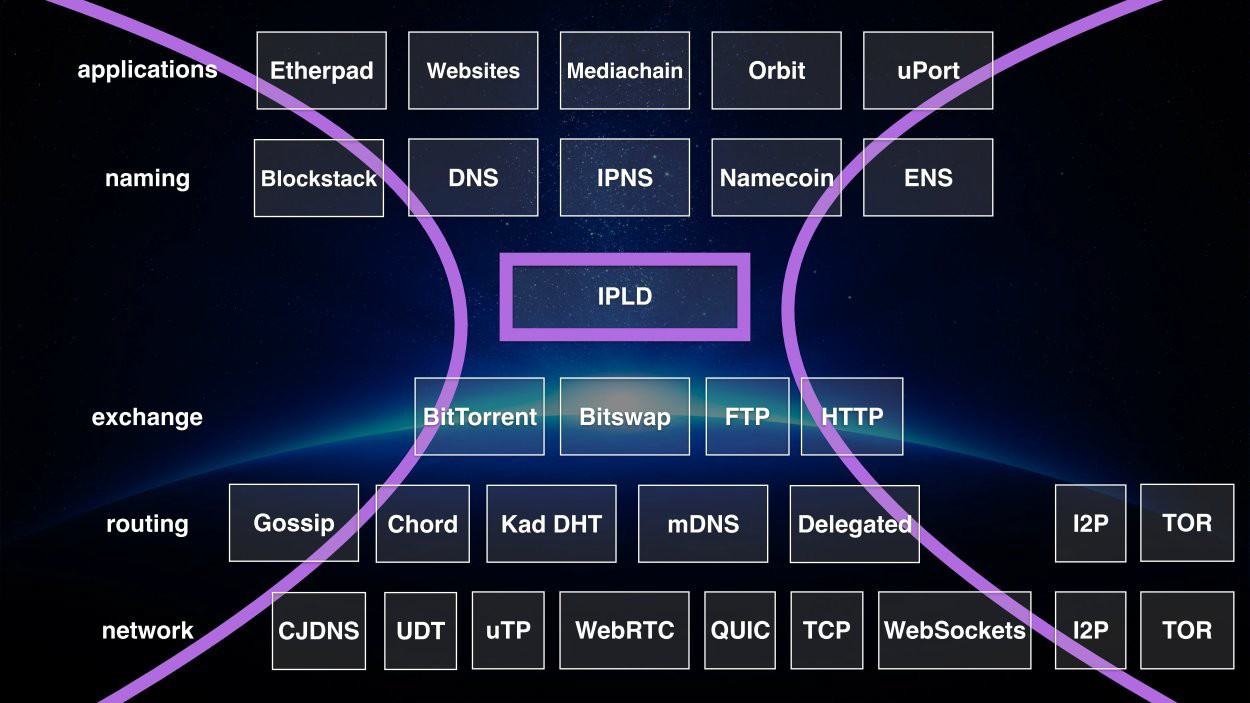 applications Etherpad Websites Mediachain Orbit uPort
naming Blockstack DNS IPNS Namecoin ENS
IPLD
exchange BitTorrent Bitswap FTP HTTP
routing Gossip Chord Kad DHT mDNS Delegated I2P TOR
network CJDNS UDT uTP WebRTC QUIC TCP WebSockets I2P TOR